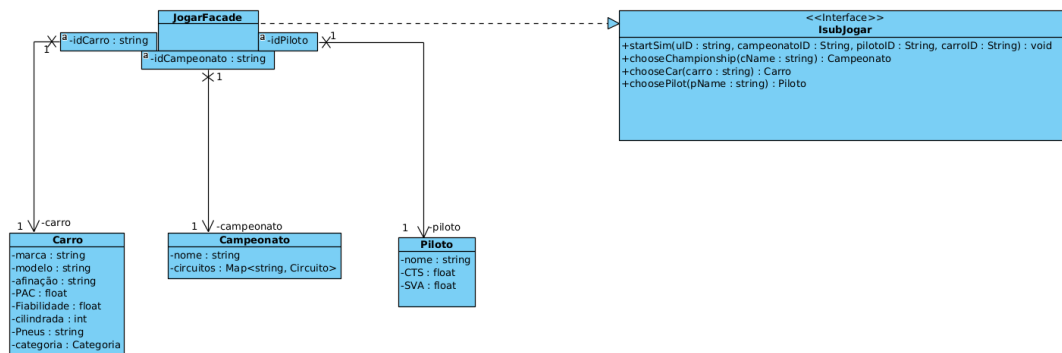 JogarFacade
a -idCarro : string
a -idPiloto
a -idCampeonato : string
1
1
1
<<Interface>>
IsubJogar
+startSim(uID : string, campeonatoID : String, pilotoID : String, carroID : String) : void
+chooseChampionship(cName : string) : Campeonato
+chooseCar(carro : string) : Carro
+choosePilot(pName : string) : Piloto
1 -carro
1 -campeonato
1 -piloto
Carro
-marca : string
-modelo : string
-afinação : string
-PAC : float
-Fiabilidade : float
-cilindrada : int
-Pneus : string
-categoria : Categoria
Campeonato
-nome : string
-circuitos : Map<string, Circuito>
Piloto
-nome : string
-CTS : float
-SVA : float